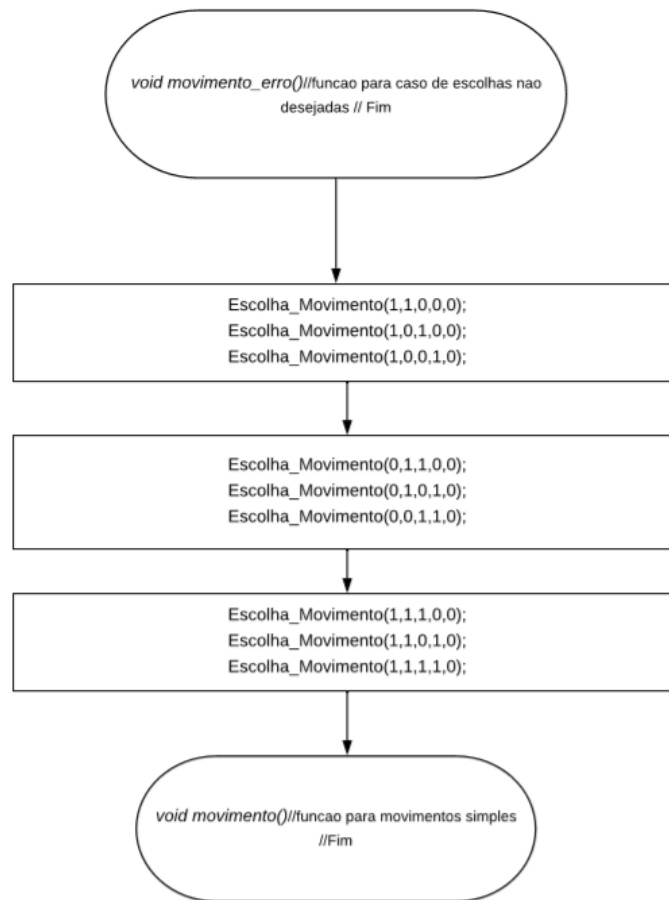 void movimento_erro()//funcao para caso de escolhas nao
desejadas // Fim
Escolha_Movimento(1,1,0,0,0);
Escolha_Movimento(1,0,1,0,0);
Escolha_Movimento(1,0,0,1,0);
Escolha_Movimento(0,1,1,0,0);
Escolha_Movimento(0,1,0,1,0);
Escolha_Movimento(0,0,1,1,0);
Escolha_Movimento(1,1,1,0,0);
Escolha_Movimento(1,1,0,1,0);
Escolha_Movimento(1,1,1,1,0);
void movimento()//funcao para movimentos simples
//Fim